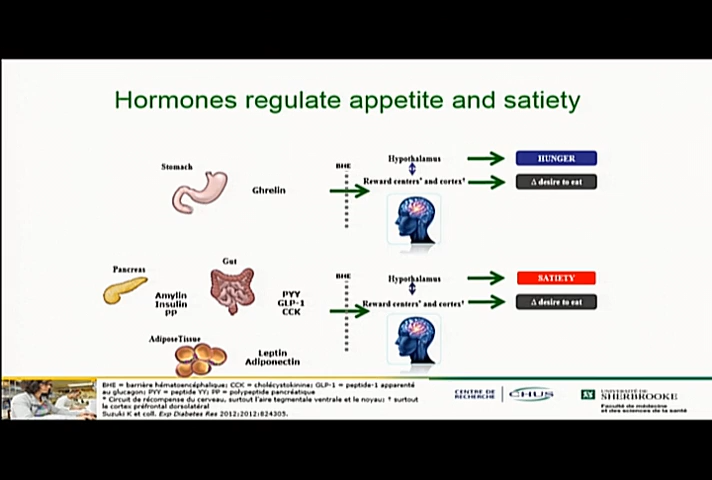 Hormones regulate appetite and satiety
Stomach
Ghrelin
BHE
Hypothalamus
Reward centers* and cortex†
HUNGER
Δ desire to eat
Pancreas
Amylin
Insulin
PP
Gut
PYY
GLP-1
CCK
AdiposeTissue
Leptin
Adiponectin
BHE
Hypothalamus
Reward centers* and cortex†
SATIETY
Δ desire to eat
BHE = barrière hématoencéphalique; CCK = cholécystokinine; GLP-1 = peptide-1 apparenté
au glucagon; PYY = peptide YY; PP = polypeptide pancréatique
* Circuit de récompense du cerveau, surtout l'aire tegmentale ventrale et le noyau; † surtout
le cortex préfrontal dorsolatéral
Suzuki K et coll. Exp Diabetes Res 2012;2012:824305.
CENTRE DE
RECHERCHE
CHUS
UNIVERSITÉ DE
SHERBROOKE
Faculté de médecine
et des sciences de la santé